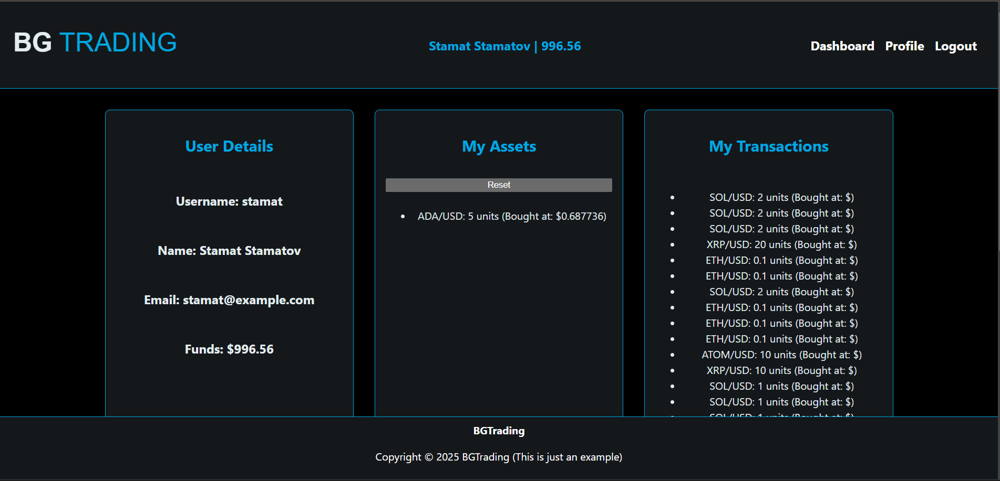 BG TRADING
Stamat Stamatov | 996.56
Dashboard Profile Logout
User Details
Username: stamat
Name: Stamat Stamatov
Email: stamat@example.com
Funds: $996.56
My Assets
Reset
ADA/USD: 5 units (Bought at: $0.687736)
My Transactions
SOL/USD: 2 units (Bought at: $)
SOL/USD: 2 units (Bought at: $)
SOL/USD: 2 units (Bought at: $)
XRP/USD: 20 units (Bought at: $)
ETH/USD: 0.1 units (Bought at: $)
ETH/USD: 0.1 units (Bought at: $)
SOL/USD: 2 units (Bought at: $)
ETH/USD: 0.1 units (Bought at: $)
ETH/USD: 0.1 units (Bought at: $)
ETH/USD: 0.1 units (Bought at: $)
ATOM/USD: 10 units (Bought at: $)
XRP/USD: 10 units (Bought at: $)
SOL/USD: 1 units (Bought at: $)
SOL/USD: 1 units (Bought at: $)
SOL/USD: 1 units (Bought at: $)
BGTrading
Copyright © 2025 BGTrading (This is just an example)